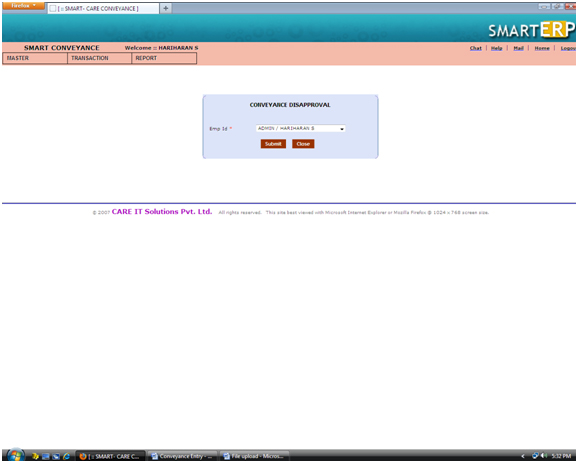 Firefox
[ :: SMART- CARE CONVEYANCE ]
SMARTERP
SMART CONVEYANCE Welcome :: HARIHARAN S
Chat | Help | Mail | Home | Logou
MASTER TRANSACTION REPORT
CONVEYANCE DISAPPROVAL
Emp Id * ADMIN / HARIHARAN S
Submit Close
© 2007 CARE IT Solutions Pvt. Ltd. All rights reserved. This site best viewed with Microsoft Internet Explorer or Mozilla Firefox @ 1024 x 768 screen size.
[ :: SMART- CARE C... Conveyance Entry - ... File upload - Micros... 5:32 PM